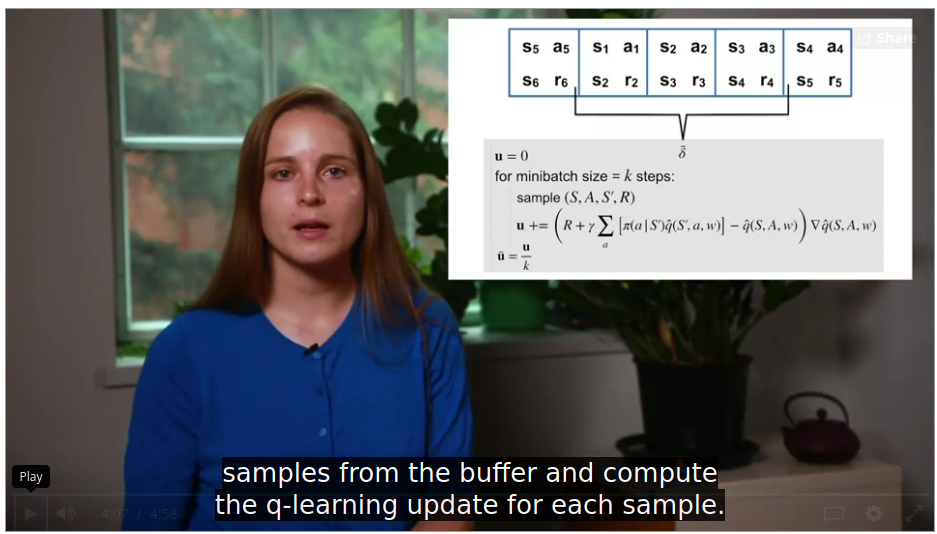 s5 a5 s1 a1 s2 a2 s3 a3 s4 a4
s6 r6 s2 r2 s3 r3 s4 r4 s5 r5
Share
δ̄
u = 0
for minibatch size = k steps:
sample (S, A, S′, R)
u += (R + γ ∑ₐ [π(a | S′)q̂(S′, a, w)] − q̂(S, A, w)) ∇q̂(S, A, w)
ū = u/k
samples from the buffer and compute
the q-learning update for each sample.
Play
4:07 / 4:58